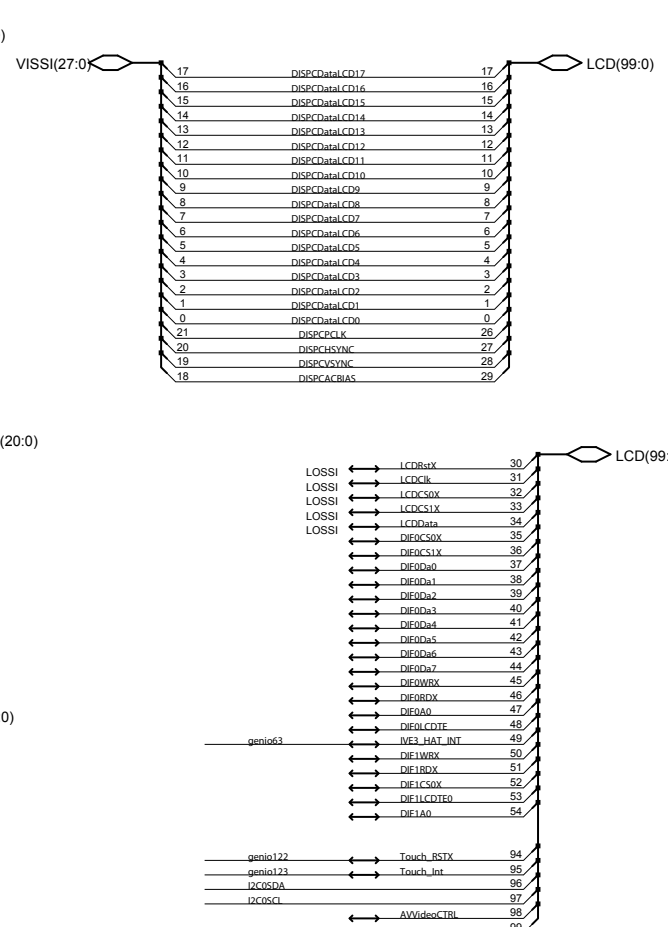 )
VISSI(27:0) LCD(99:0)
17 DISPCDataLCD17 17
16 DISPCDataLCD16 16
15 DISPCDataLCD15 15
14 DISPCDataLCD14 14
13 DISPCDataLCD13 13
12 DISPCDataLCD12 12
11 DISPCDataLCD11 11
10 DISPCDataLCD10 10
9 DISPCDataLCD9 9
8 DISPCDataLCD8 8
7 DISPCDataLCD7 7
6 DISPCDataLCD6 6
5 DISPCDataLCD5 5
4 DISPCDataLCD4 4
3 DISPCDataLCD3 3
2 DISPCDataLCD2 2
1 DISPCDataLCD1 1
0 DISPCDataLCD0 0
21 DISPCPCLK 26
20 DISPCHSYNC 27
19 DISPCVSYNC 28
18 DISPCACBIAS 29
(20:0)
LCD(99:
LOSSI LCDRstX 30
LOSSI LCDClk 31
LOSSI LCDCS0X 32
LOSSI LCDCS1X 33
LOSSI LCDData 34
DIF0CS0X 35
DIF0CS1X 36
DIF0Da0 37
DIF0Da1 38
DIF0Da2 39
DIF0Da3 40
DIF0Da4 41
DIF0Da5 42
DIF0Da6 43
DIF0Da7 44
DIF0WRX 45
DIF0RDX 46
DIF0A0 47
0)
DIF0LCDTE 48
genio63 IVE3_HAT_INT 49
DIF1WRX 50
DIF1RDX 51
DIF1CS0X 52
DIF1LCDTE0 53
DIF1A0 54
genio122 Touch_RSTX 94
genio123 Touch_Int 95
I2C0SDA 96
I2C0SCL 97
AVVideoCTRL 98
99